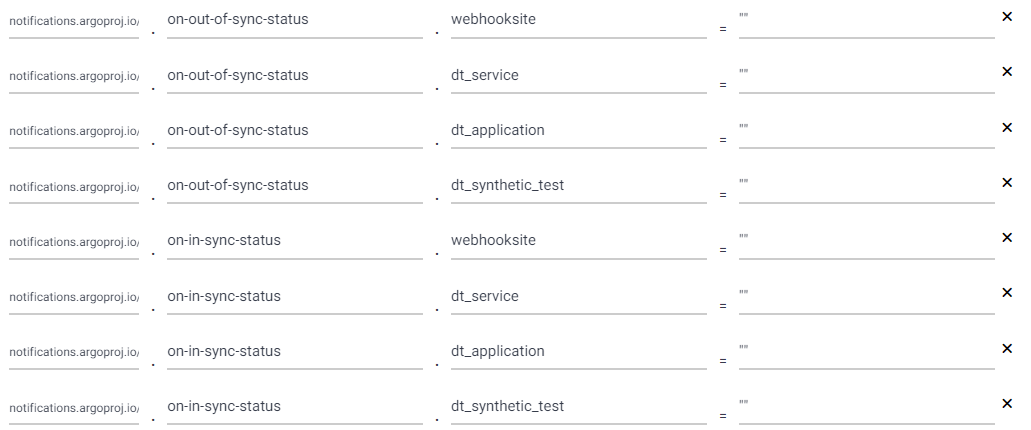 notifications.argoproj.io/ . on-out-of-sync-status . webhooksite = "" ×
notifications.argoproj.io/ . on-out-of-sync-status . dt_service = "" ×
notifications.argoproj.io/ . on-out-of-sync-status . dt_application = "" ×
notifications.argoproj.io/ . on-out-of-sync-status . dt_synthetic_test = "" ×
notifications.argoproj.io/ . on-in-sync-status . webhooksite = "" ×
notifications.argoproj.io/ . on-in-sync-status . dt_service = "" ×
notifications.argoproj.io/ . on-in-sync-status . dt_application = "" ×
notifications.argoproj.io/ . on-in-sync-status . dt_synthetic_test = "" ×